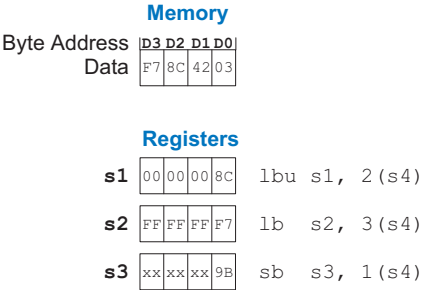 Memory
Byte Address D3 D2 D1 D0
Data F7 8C 42 03
Registers
s1 00 00 00 8C lbu s1, 2(s4)
s2 FF FF FF F7 lb s2, 3(s4)
s3 xx xx xx 9B sb s3, 1(s4)